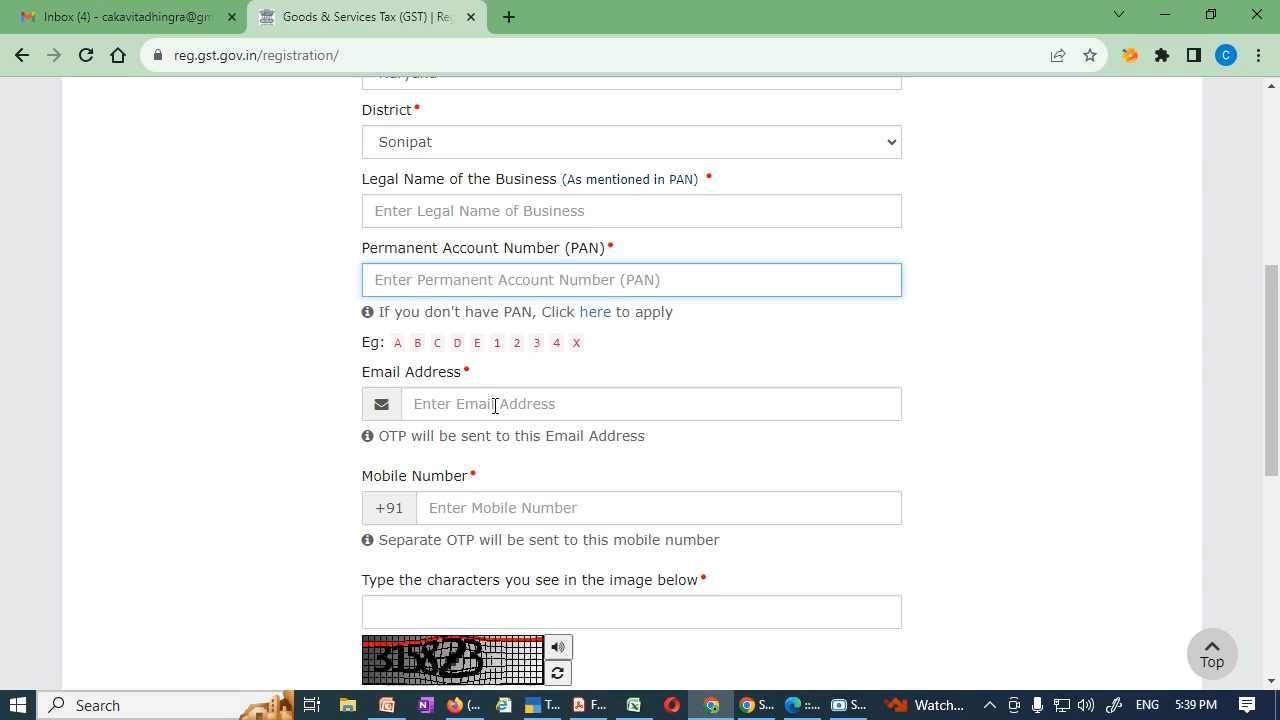 Inbox (4) - cakavitadhingra@gm
Goods & Services Tax (GST) | Reg
reg.gst.gov.in/registration/
C
Haryana
District•
Sonipat
Legal Name of the Business (As mentioned in PAN) •
Enter Legal Name of Business
Permanent Account Number (PAN)•
Enter Permanent Account Number (PAN)
If you don't have PAN, Click here to apply
Eg: A B C D E 1 2 3 4 X
Email Address•
Enter Email Address
OTP will be sent to this Email Address
Mobile Number•
+91 Enter Mobile Number
Separate OTP will be sent to this mobile number
Type the characters you see in the image below•
Top
Search
T...
F...
S...
::...
S...
Watch...
ENG
5:39 PM